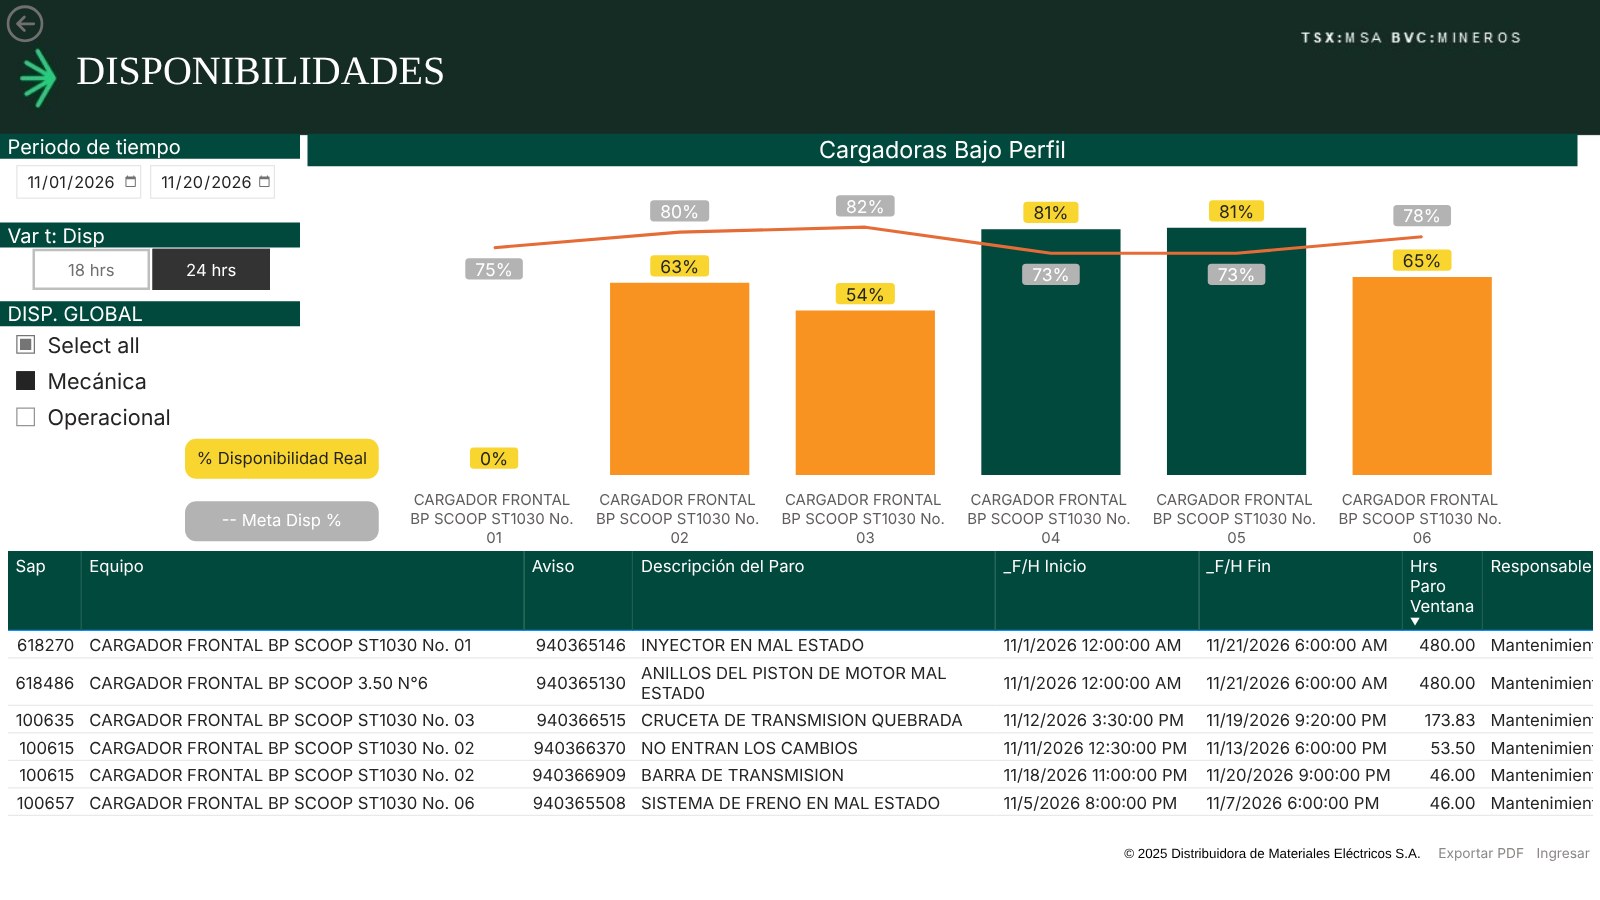 TSX:MSA BVC:MINEROS
DISPONIBILIDADES
Periodo de tiempo
11/01/2026
11/20/2026
Var t: Disp
18 hrs
24 hrs
DISP. GLOBAL
Select all
Mecánica
Operacional
% Disponibilidad Real
-- Meta Disp %
Cargadoras Bajo Perfil
75%
80%
82%
73%
73%
78%
0%
63%
54%
81%
81%
65%
CARGADOR FRONTAL
BP SCOOP ST1030 No.
01
CARGADOR FRONTAL
BP SCOOP ST1030 No.
02
CARGADOR FRONTAL
BP SCOOP ST1030 No.
03
CARGADOR FRONTAL
BP SCOOP ST1030 No.
04
CARGADOR FRONTAL
BP SCOOP ST1030 No.
05
CARGADOR FRONTAL
BP SCOOP ST1030 No.
06
Sap Equipo Aviso Descripción del Paro _F/H Inicio _F/H Fin Hrs Paro Ventana Responsable
618270 CARGADOR FRONTAL BP SCOOP ST1030 No. 01 940365146 INYECTOR EN MAL ESTADO 11/1/2026 12:00:00 AM 11/21/2026 6:00:00 AM 480.00 Mantenimien
618486 CARGADOR FRONTAL BP SCOOP 3.50 N°6 940365130 ANILLOS DEL PISTON DE MOTOR MAL ESTAD0 11/1/2026 12:00:00 AM 11/21/2026 6:00:00 AM 480.00 Mantenimien
100635 CARGADOR FRONTAL BP SCOOP ST1030 No. 03 940366515 CRUCETA DE TRANSMISION QUEBRADA 11/12/2026 3:30:00 PM 11/19/2026 9:20:00 PM 173.83 Mantenimien
100615 CARGADOR FRONTAL BP SCOOP ST1030 No. 02 940366370 NO ENTRAN LOS CAMBIOS 11/11/2026 12:30:00 PM 11/13/2026 6:00:00 PM 53.50 Mantenimien
100615 CARGADOR FRONTAL BP SCOOP ST1030 No. 02 940366909 BARRA DE TRANSMISION 11/18/2026 11:00:00 PM 11/20/2026 9:00:00 PM 46.00 Mantenimien
100657 CARGADOR FRONTAL BP SCOOP ST1030 No. 06 940365508 SISTEMA DE FRENO EN MAL ESTADO 11/5/2026 8:00:00 PM 11/7/2026 6:00:00 PM 46.00 Mantenimien
© 2025 Distribuidora de Materiales Eléctricos S.A. Exportar PDF Ingresar